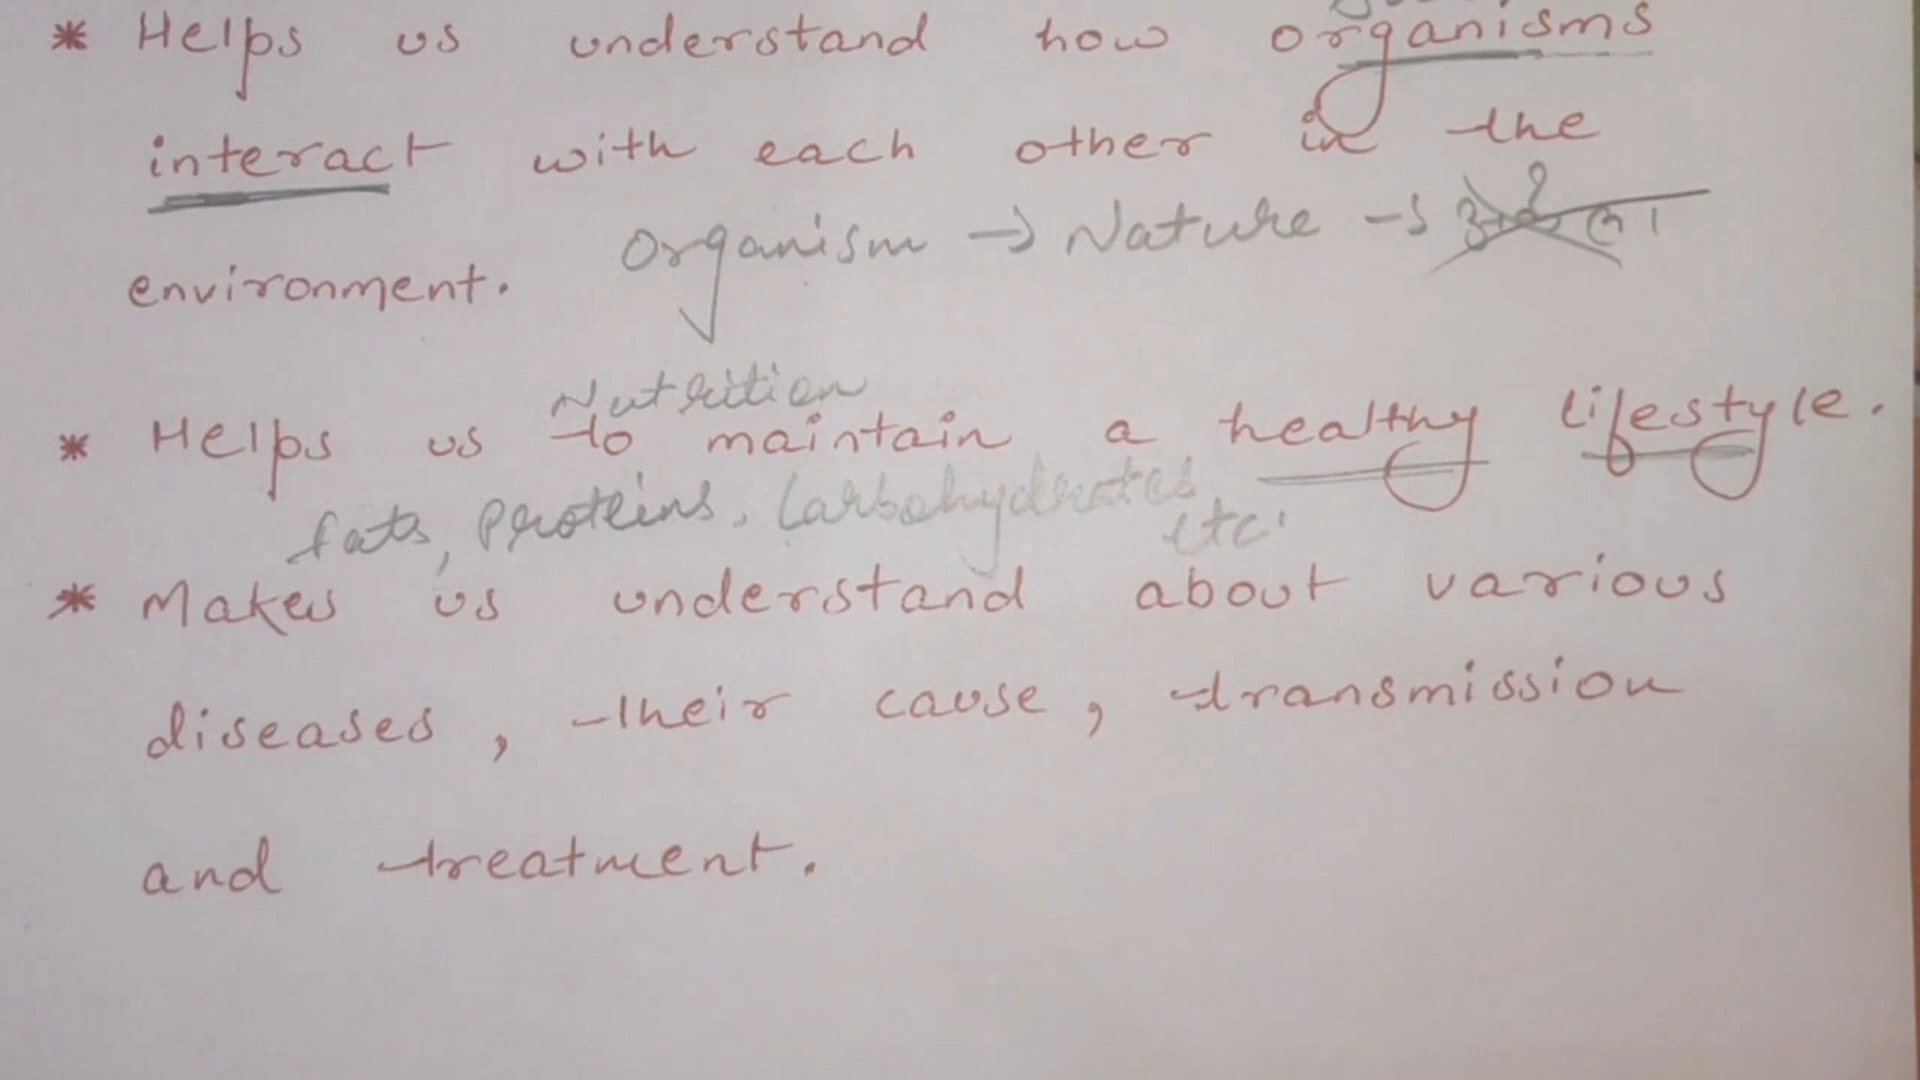 * Helps us understand how organisms
interact with each other in the
Organism → Nature →
environment.
Nutrition
* Helps us to maintain a healthy lifestyle.
fats, Proteins, Carbohydrates, etc.
* Makes us understand about various
diseases, their cause, transmission
and treatment.